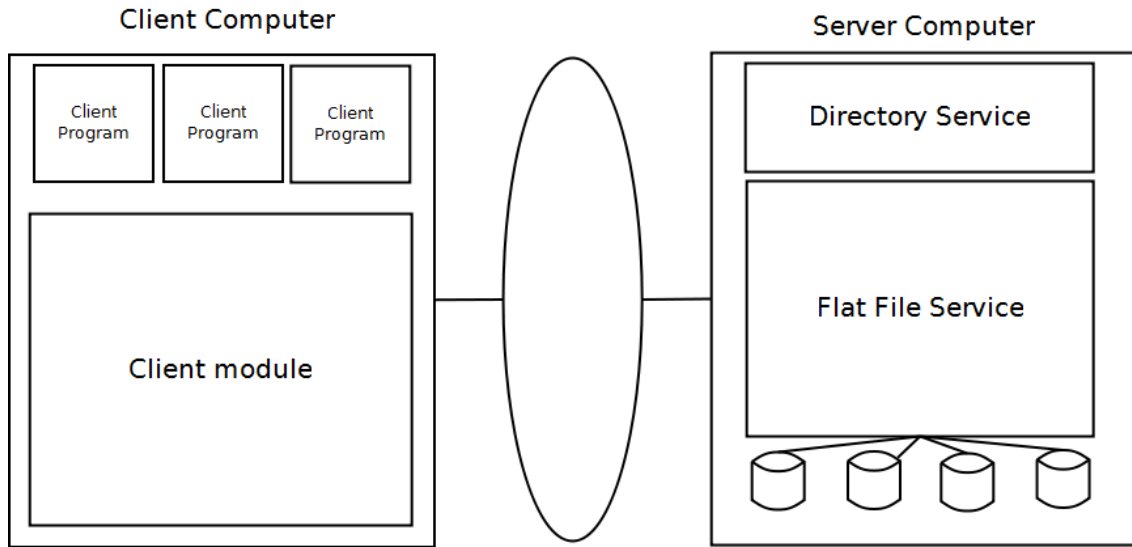 Client Computer
Server Computer
Client
Program
Client
Program
Client
Program
Directory Service
Flat File Service
Client module